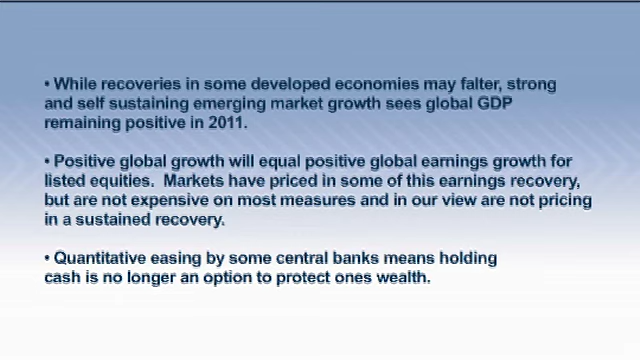 • While recoveries in some developed economies may falter, strong
and self sustaining emerging market growth sees global GDP
remaining positive in 2011.
• Positive global growth will equal positive global earnings growth for
listed equities.  Markets have priced in some of this earnings recovery,
but are not expensive on most measures and in our view are not pricing
in a sustained recovery.
• Quantitative easing by some central banks means holding
cash is no longer an option to protect ones wealth.